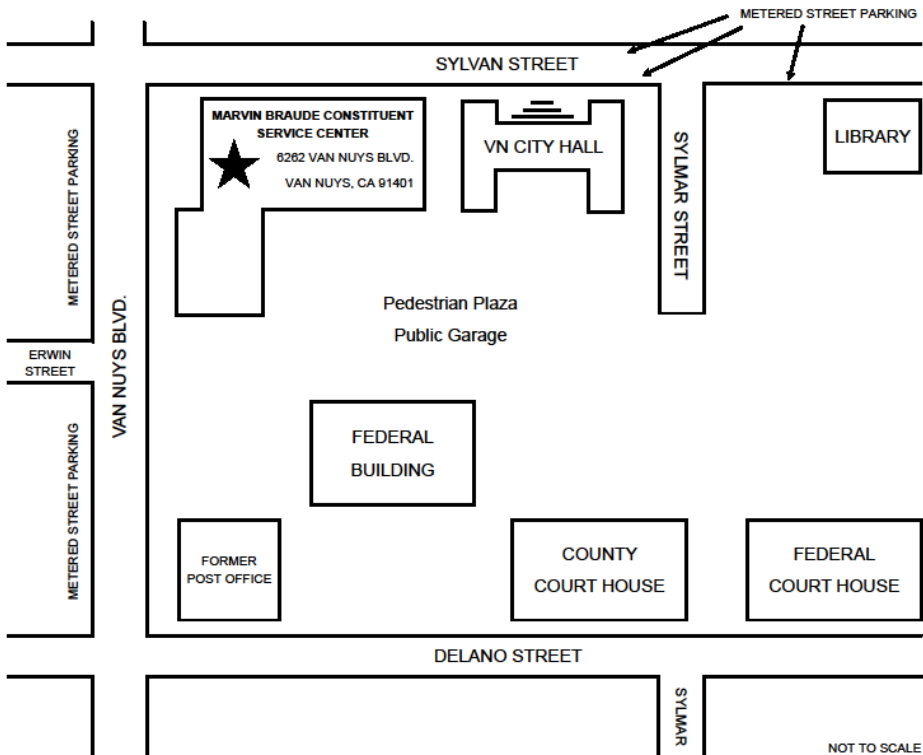 METERED STREET PARKING
SYLVAN STREET
MARVIN BRAUDE CONSTITUENT
SERVICE CENTER
6262 VAN NUYS BLVD.
VAN NUYS, CA 91401
VN CITY HALL
SYLMAR STREET
LIBRARY
METERED STREET PARKING
VAN NUYS BLVD.
Pedestrian Plaza
Public Garage
ERWIN
STREET
METERED STREET PARKING
FEDERAL
BUILDING
FORMER
POST OFFICE
COUNTY
COURT HOUSE
FEDERAL
COURT HOUSE
DELANO STREET
SYLMAR
NOT TO SCALE